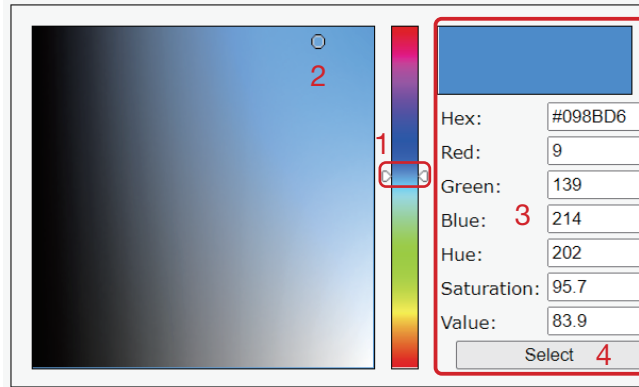 2
1
Hex: #098BD6
Red: 9
Green: 139
Blue: 3 214
Hue: 202
Saturation: 95.7
Value: 83.9
Select 4